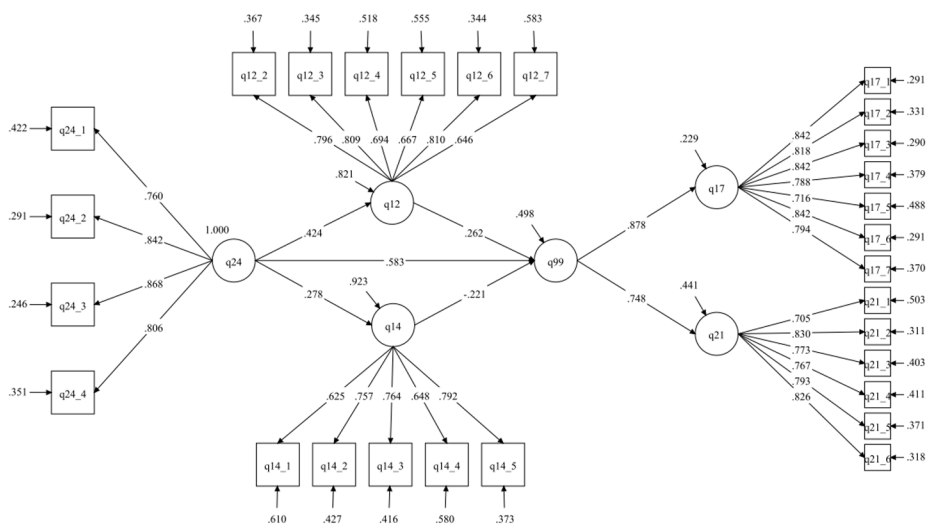 .367 .345 .518 .555 .344 .583
q12_2 q12_3 q12_4 q12_5 q12_6 q12_7
.796 .809 .694 .667 .810 .646
.821
q12
.422
q24_1
.291
q24_2
.246
q24_3
.351
q24_4
.760
.842
.868
.806
1.000
q24
.424
.583
.278
.262
-.221
.923
q14
.625 .757 .764 .648 .792
q14_1 q14_2 q14_3 q14_4 q14_5
.610 .427 .416 .580 .373
.498
q99
.878
.748
.229
q17
.441
q21
.842
.818
.842
.788
.716
.842
.794
q17_1 .291
q17_2 .331
q17_3 .290
q17_4 .379
q17_5 .488
q17_6 .291
q17_7 .370
.705
.830
.773
.767
.793
.826
q21_1 .503
q21_2 .311
q21_3 .403
q21_4 .411
q21_5 .371
q21_6 .318